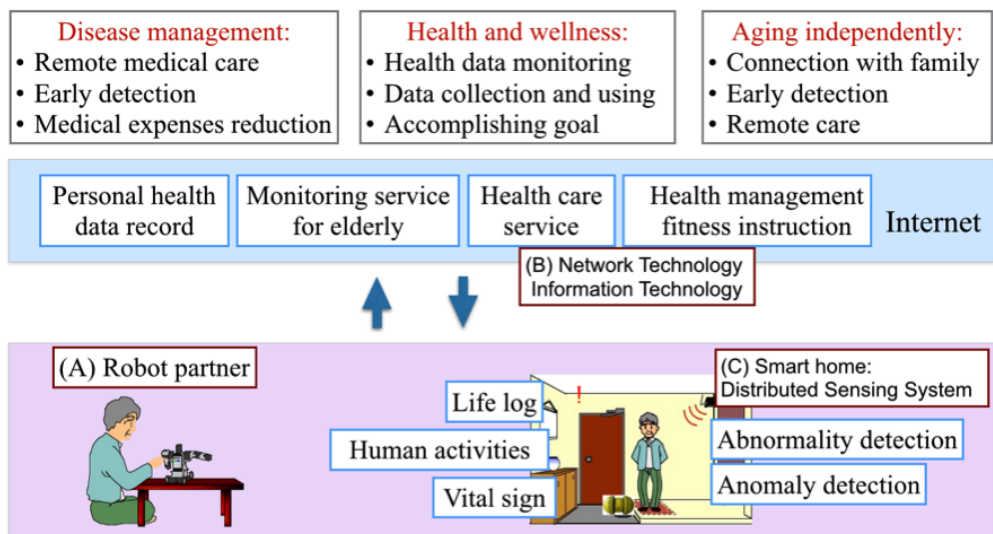 Disease management:
• Remote medical care
• Early detection
• Medical expenses reduction
Health and wellness:
• Health data monitoring
• Data collection and using
• Accomplishing goal
Aging independently:
• Connection with family
• Early detection
• Remote care
Personal health
data record
Monitoring service
for elderly
Health care
service
Health management
fitness instruction
Internet
(B) Network Technology
Information Technology
(A) Robot partner
(C) Smart home:
Distributed Sensing System
Life log
!
Human activities
Vital sign
Abnormality detection
Anomaly detection